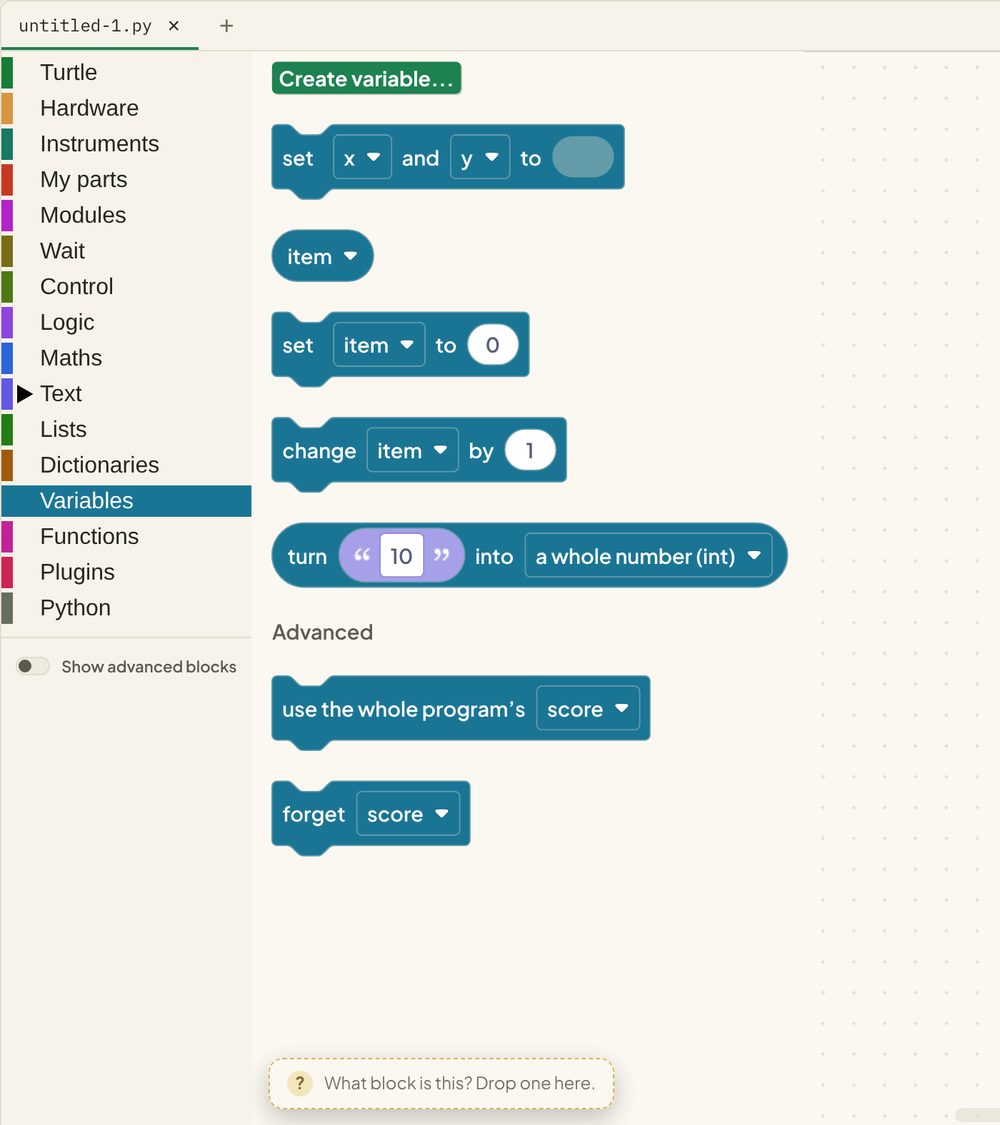 untitled-1.py × +
Turtle
Hardware
Instruments
My parts
Modules
Wait
Control
Logic
Maths
Text
Lists
Dictionaries
Variables
Functions
Plugins
Python
Show advanced blocks
Create variable...
set x and y to
item
set item to 0
change item by 1
turn “ 10 ” into a whole number (int)
Advanced
use the whole program’s score
forget score
? What block is this? Drop one here.